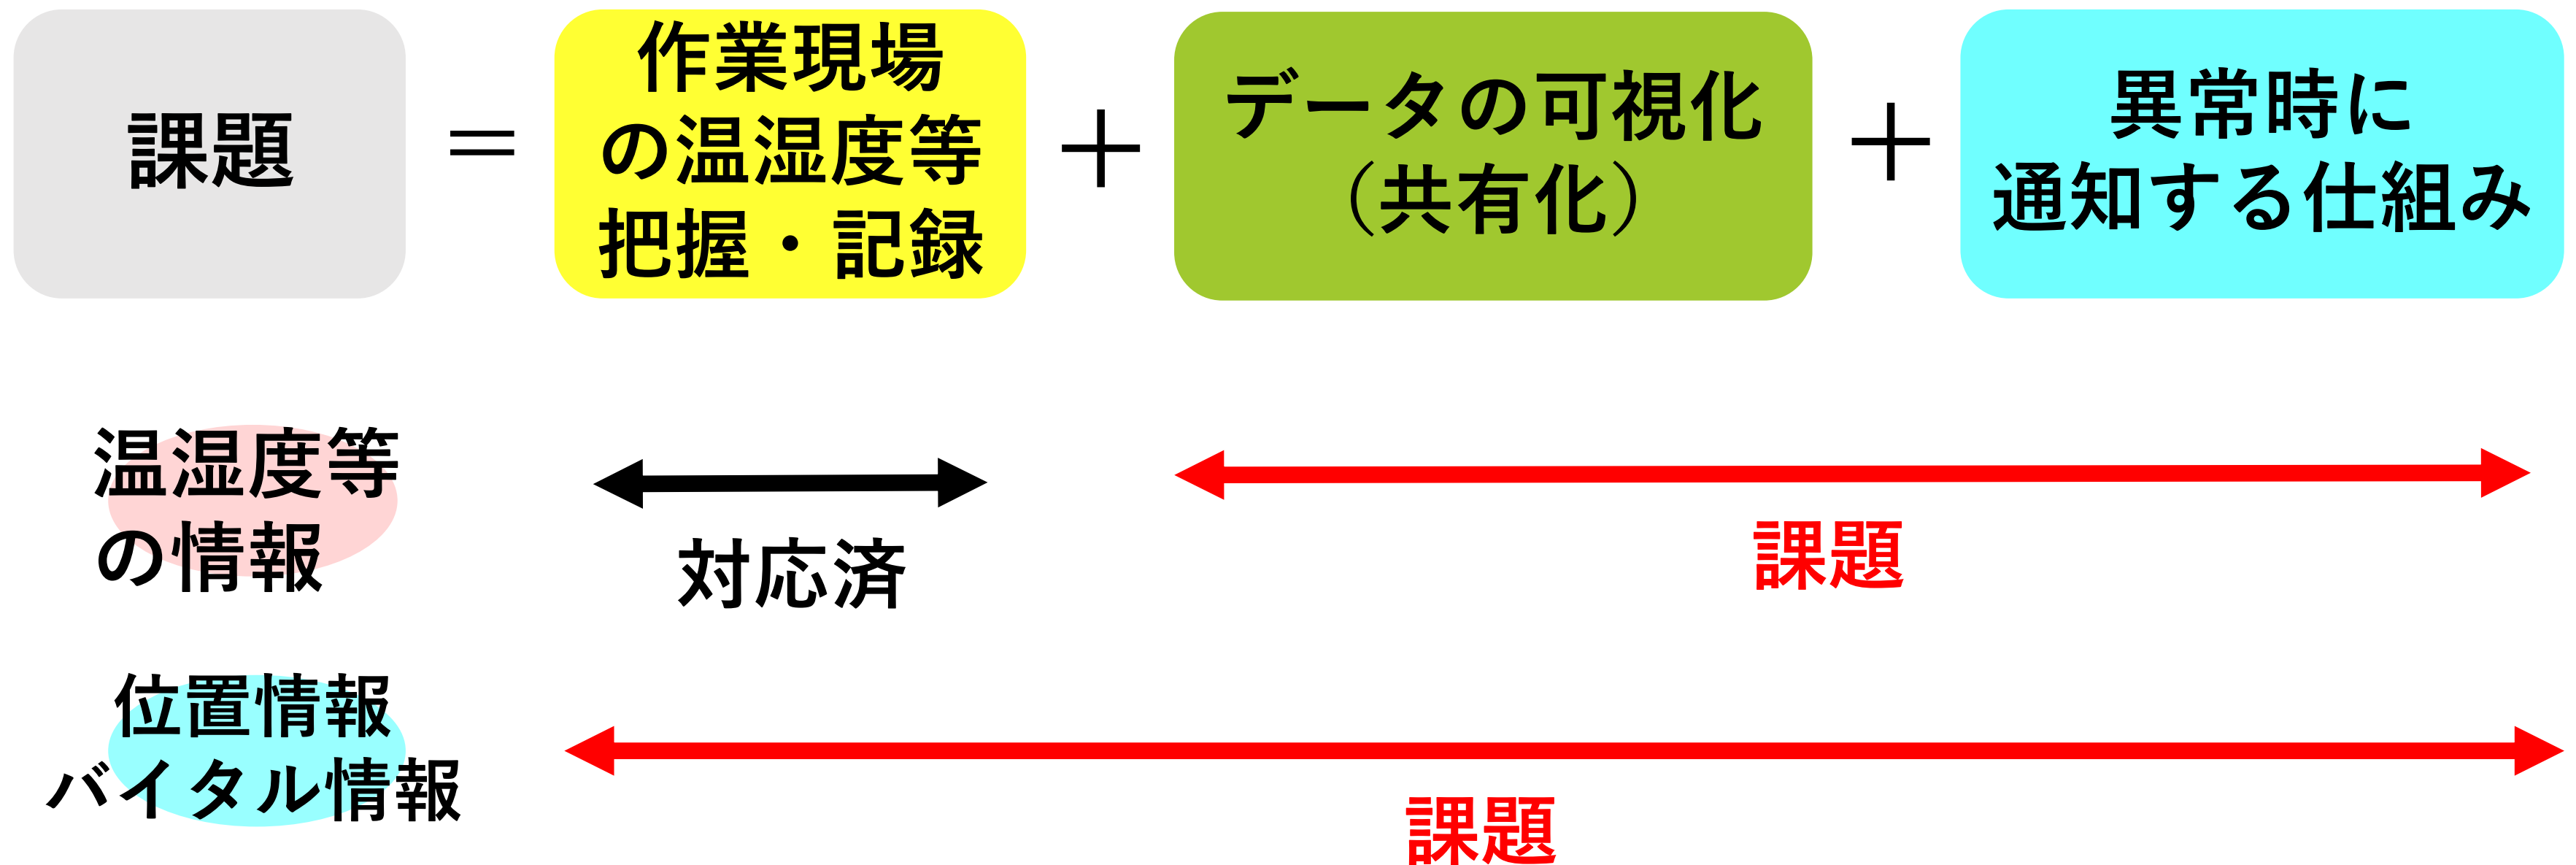 課題
＝
作業現場
の温湿度等
把握・記録
＋
データの可視化
（共有化）
＋
異常時に
通知する仕組み
温湿度等
の情報
対応済
課題
位置情報
バイタル情報
課題